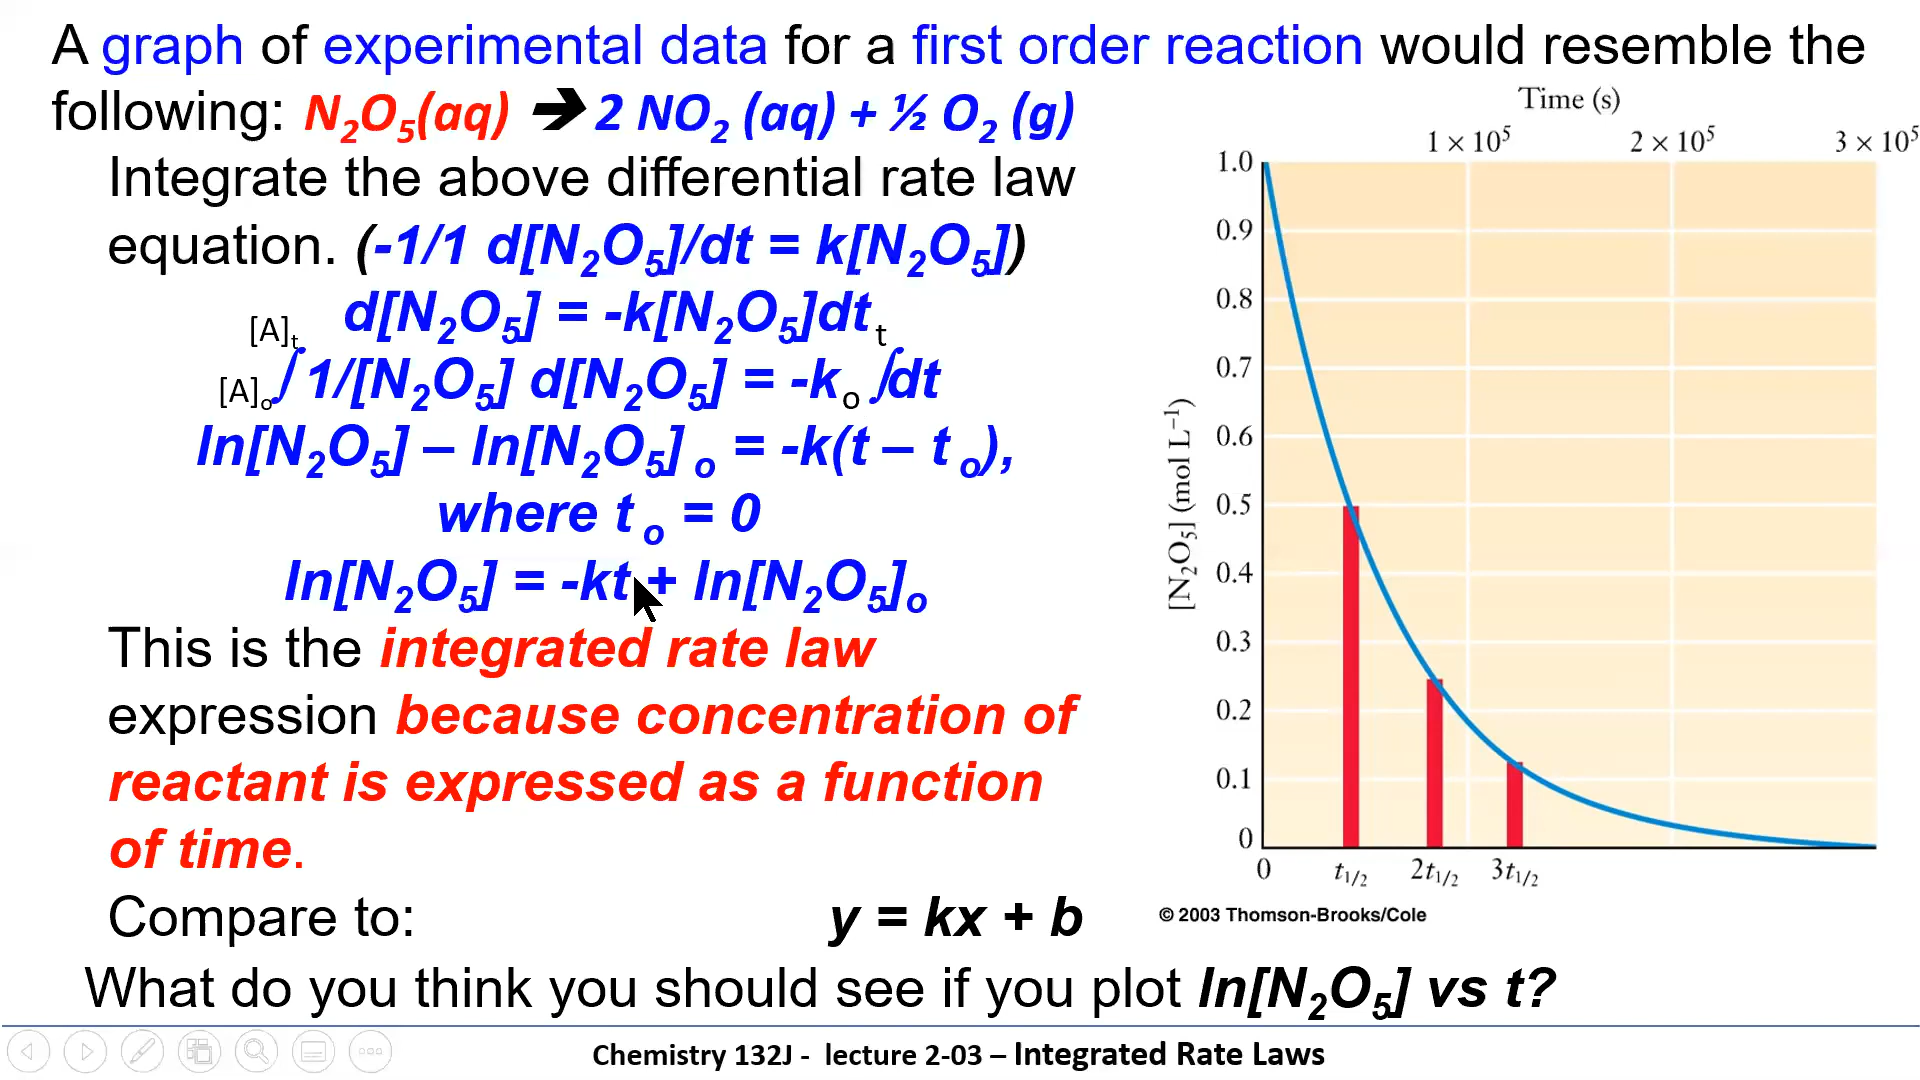 A graph of experimental data for a first order reaction would resemble the
following: N₂O₅(aq) ➔ 2 NO₂ (aq) + ½ O₂ (g)
Integrate the above differential rate law
equation. (-1/1 d[N₂O₅]/dt = k[N₂O₅])
d[N₂O₅] = -k[N₂O₅]dt
[A]t t
[A]o ∫ 1/[N₂O₅] d[N₂O₅] = -k o ∫dt
ln[N₂O₅] – ln[N₂O₅] o = -k(t – t o),
where t o = 0
ln[N₂O₅] = -kt + ln[N₂O₅]o
This is the integrated rate law
expression because concentration of
reactant is expressed as a function
of time.
Compare to: y = kx + b
What do you think you should see if you plot ln[N₂O₅] vs t?
Time (s)
1 × 10⁵ 2 × 10⁵ 3 × 10⁵
1.0
0.9
0.8
0.7
0.6
0.5
0.4
0.3
0.2
0.1
0
[N₂O₅] (mol L⁻¹)
0 t1/2 2t1/2 3t1/2
© 2003 Thomson-Brooks/Cole
Chemistry 132J - lecture 2-03 – Integrated Rate Laws